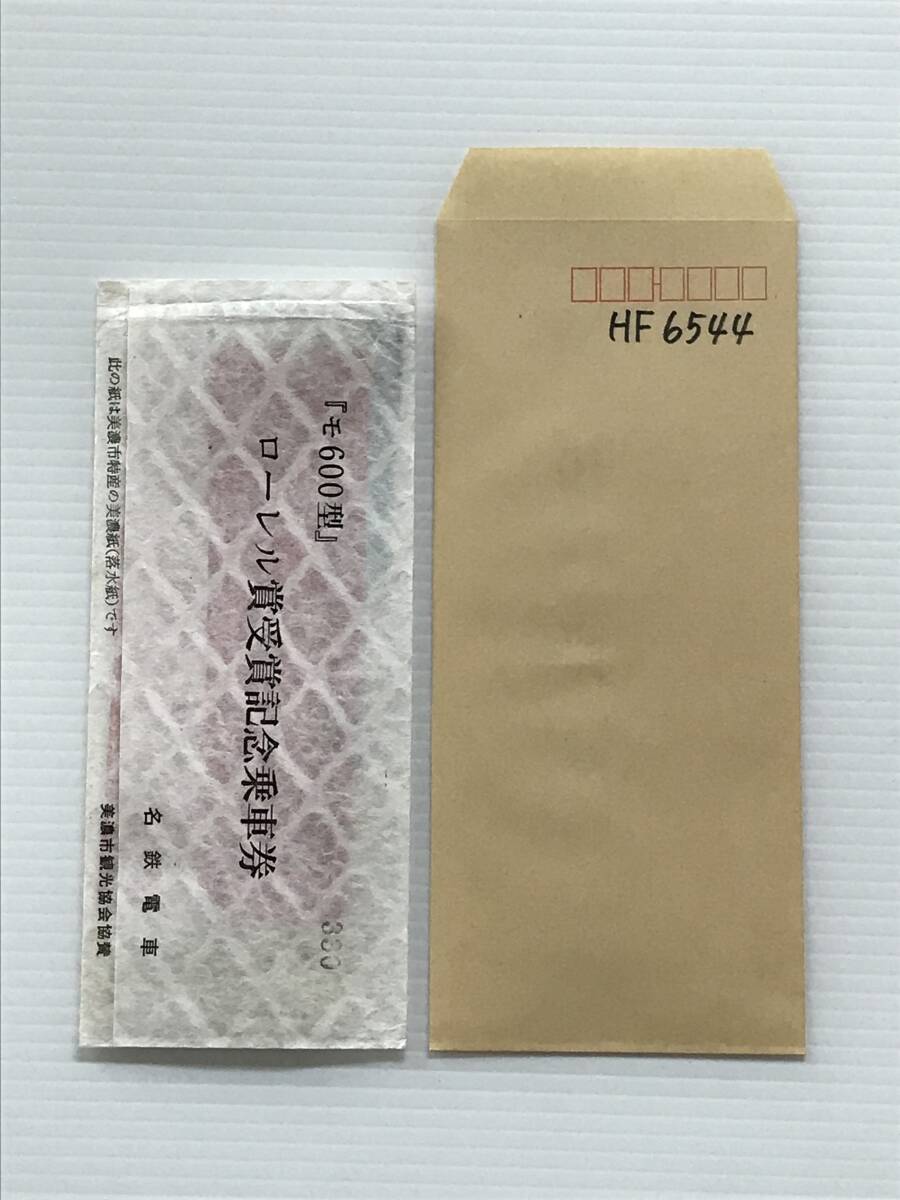 『モ600型』
ローレル賞受賞記念乗車券
330
名鉄電車
此の紙は美濃市特産の美濃紙(落水紙)です
美濃市観光協会協賛
HF6544